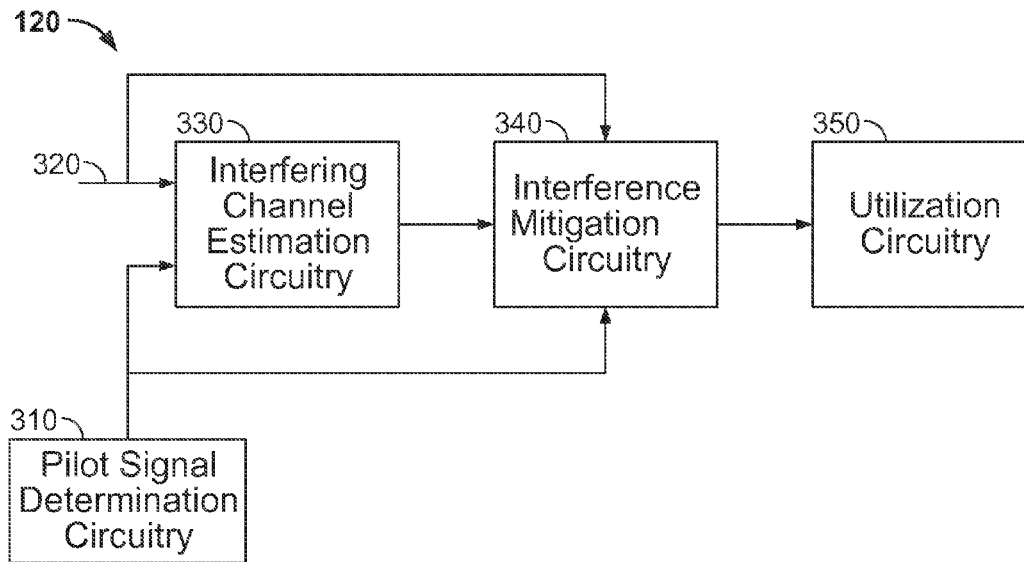 120
330
340
350
320
Interfering
Channel
Estimation
Circuitry
Interference
Mitigation
Circuitry
Utilization
Circuitry
310
Pilot Signal
Determination
Circuitry